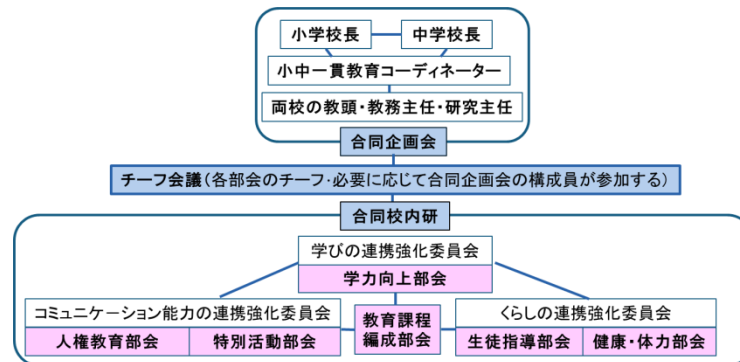 小学校長
中学校長
小中一貫教育コーディネーター
両校の教頭・教務主任・研究主任
合同企画会
チーフ会議(各部会のチーフ・必要に応じて合同企画会の構成員が参加する)
合同校内研
学びの連携強化委員会
学力向上部会
コミュニケーション能力の連携強化委員会
人権教育部会
特別活動部会
教育課程
編成部会
くらしの連携強化委員会
生徒指導部会
健康・体力部会